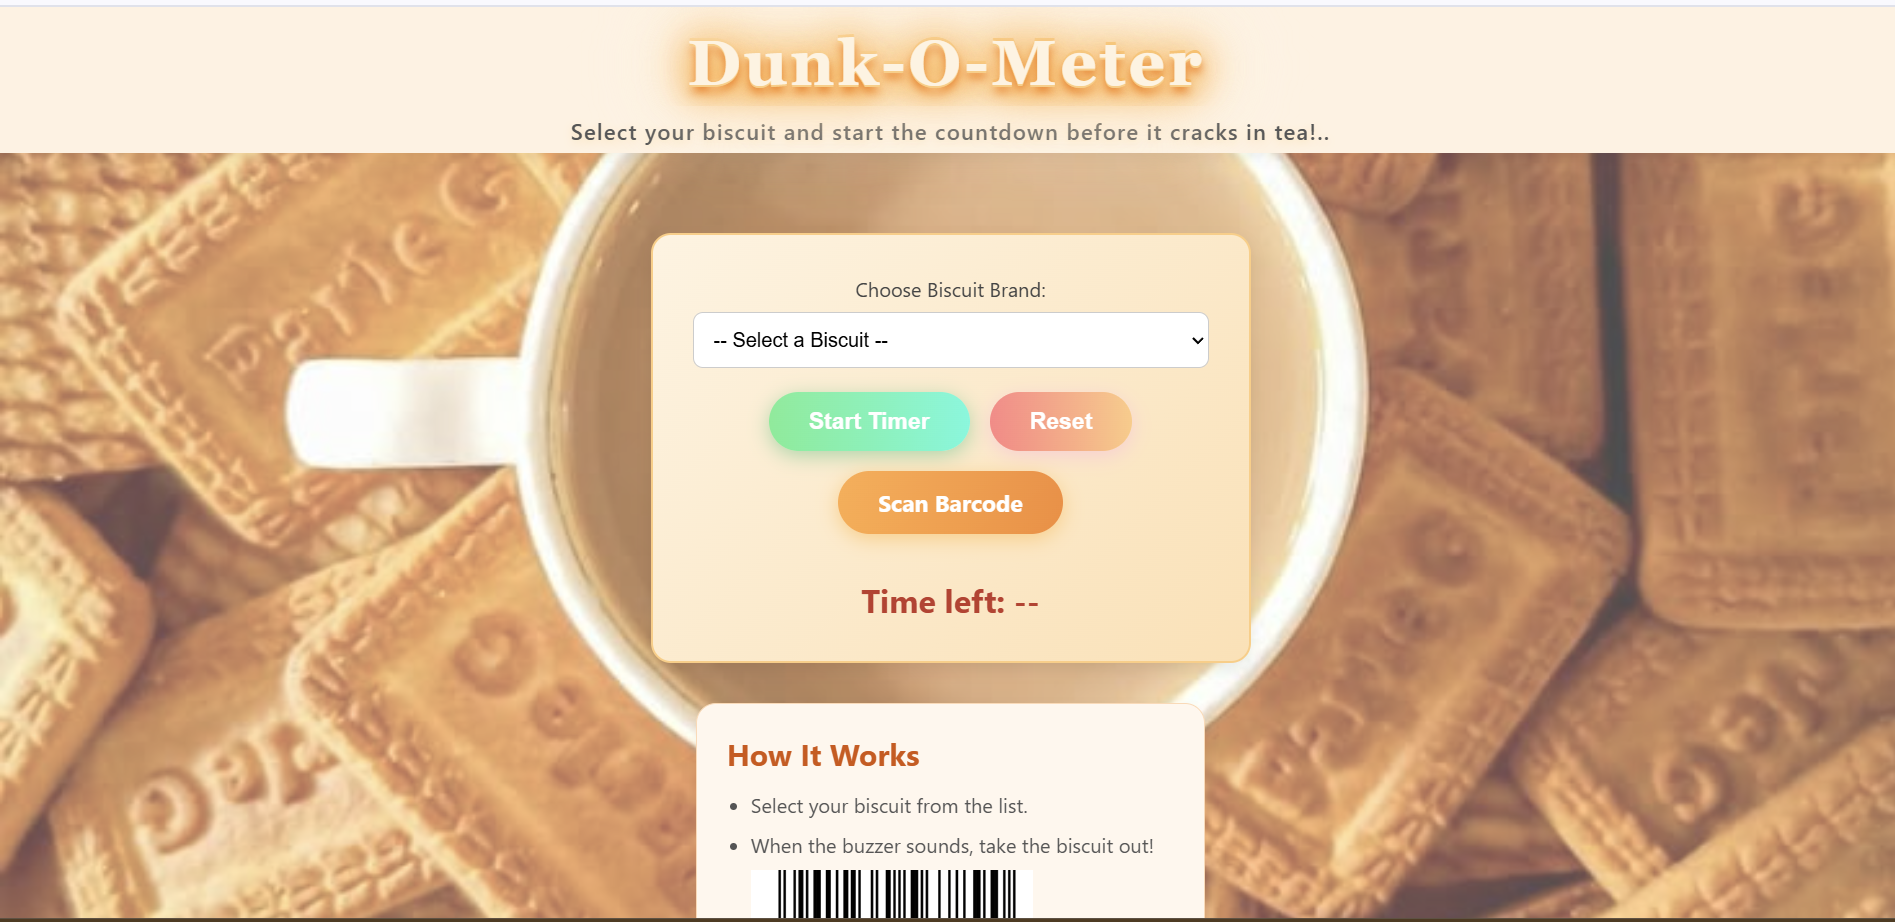 Dunk-O-Meter
Select your biscuit and start the countdown before it cracks in tea!..
Parle-G
Choose Biscuit Brand:
-- Select a Biscuit --
Start Timer
Reset
Scan Barcode
Time left: --
How It Works
Select your biscuit from the list.
When the buzzer sounds, take the biscuit out!